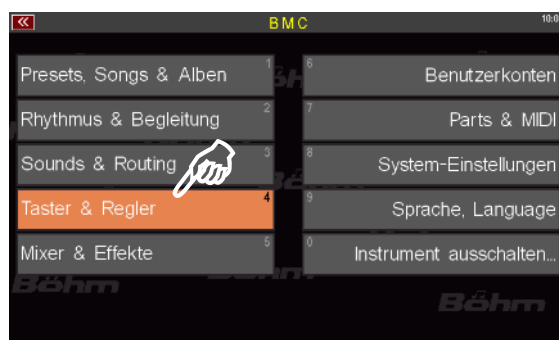 BMC
10:0
Presets, Songs & Alben 1
Rhythmus & Begleitung 2
Sounds & Routing 3
Taster & Regler 4
Mixer & Effekte 5
6 Benutzerkonten
7 Parts & MIDI
8 System-Einstellungen
9 Sprache, Language
0 Instrument ausschalten...
Böhm
Böhm